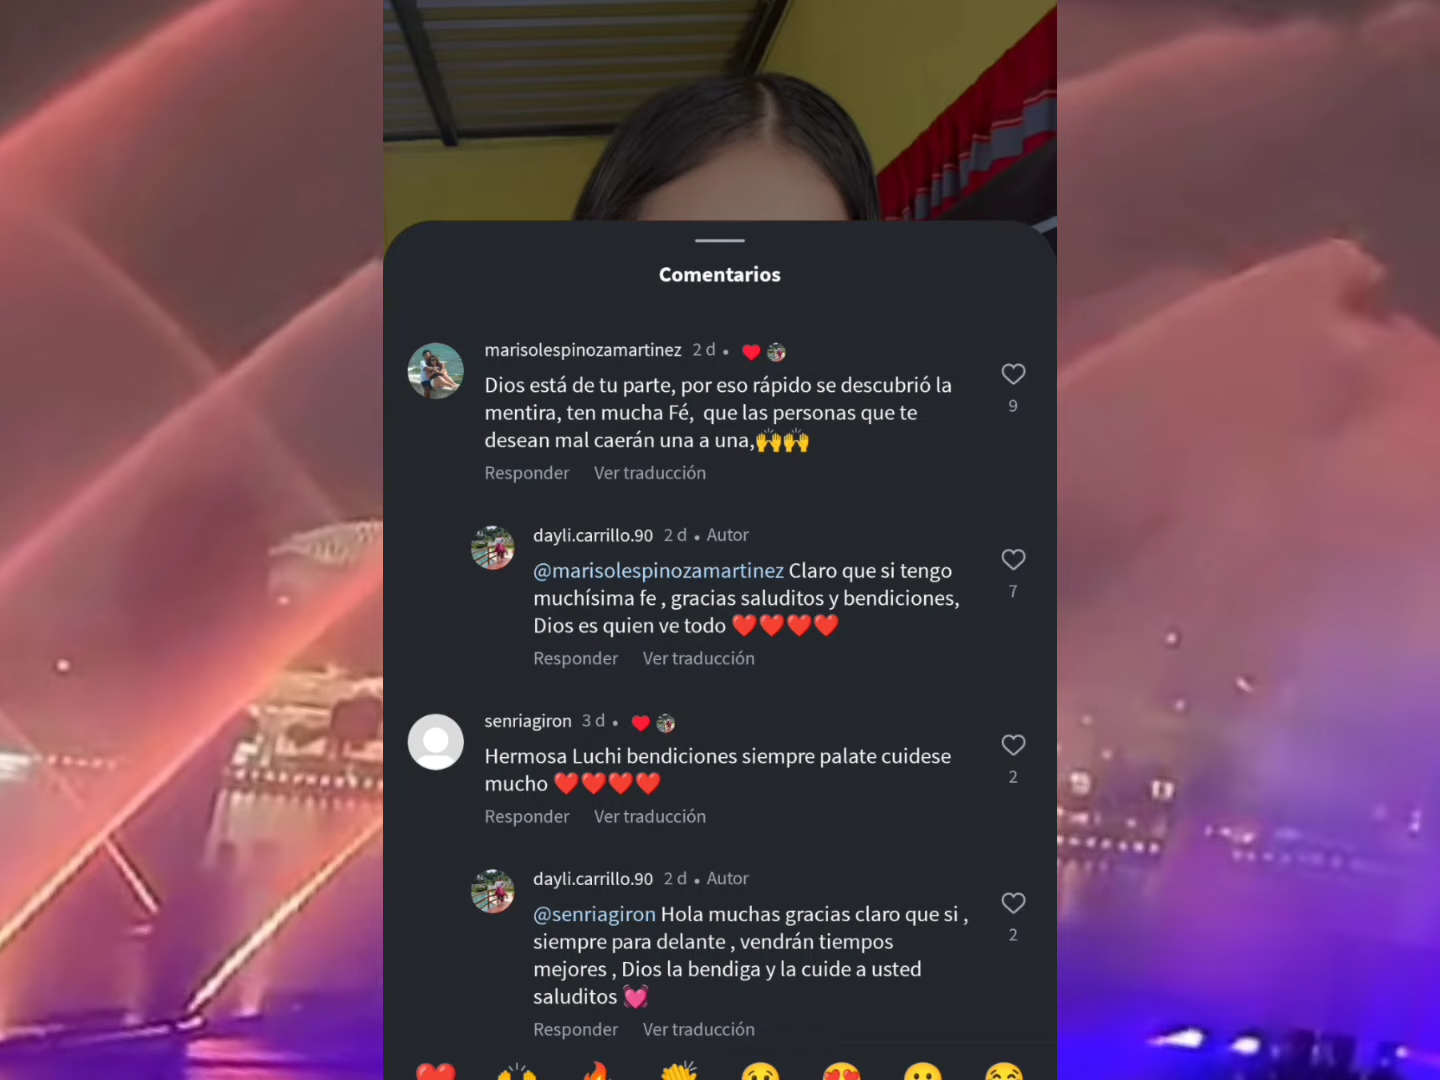 Comentarios
marisolespinozamartinez 2 d • ❤️
Dios está de tu parte, por eso rápido se descubrió la
mentira, ten mucha Fé,  que las personas que te
desean mal caerán una a una,🙌🙌
9
Responder Ver traducción
dayli.carrillo.90 2 d • Autor
@marisolespinozamartinez Claro que si tengo
muchísima fe , gracias saluditos y bendiciones,
Dios es quien ve todo ❤️❤️❤️❤️
7
Responder Ver traducción
senriagiron 3 d • ❤️
Hermosa Luchi bendiciones siempre palate cuidese
mucho ❤️❤️❤️❤️
2
Responder Ver traducción
dayli.carrillo.90 2 d • Autor
@senriagiron Hola muchas gracias claro que si ,
siempre para delante , vendrán tiempos
mejores , Dios la bendiga y la cuide a usted
saluditos 💓
2
Responder Ver traducción